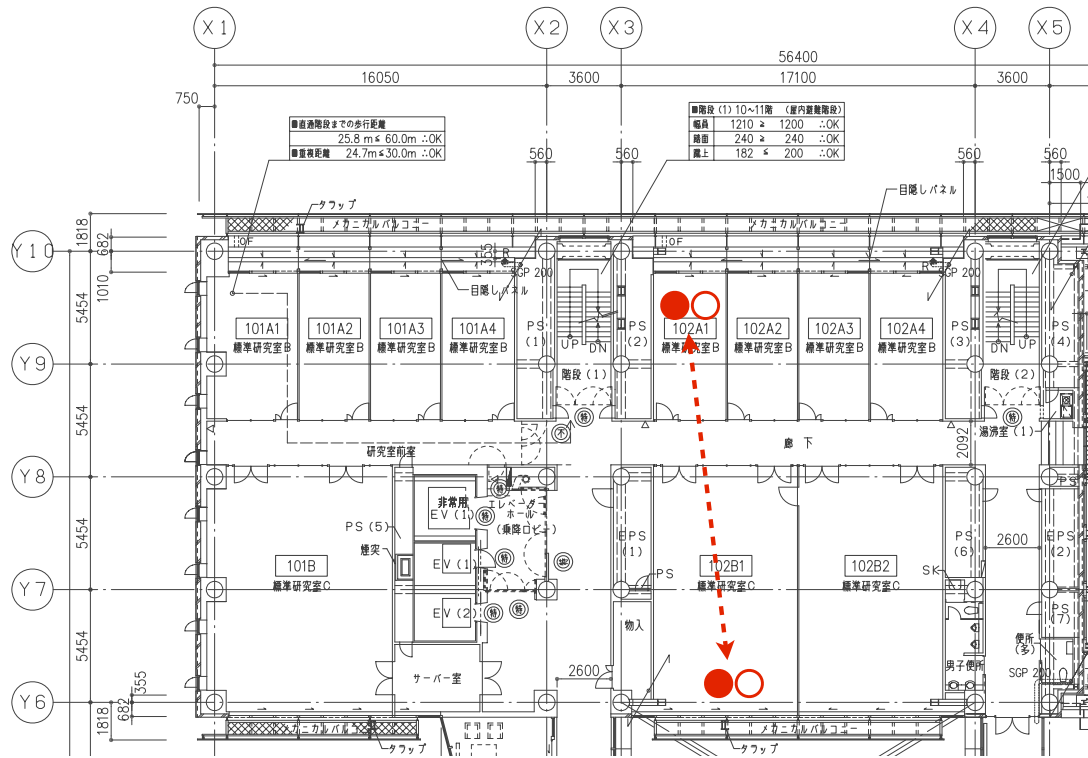 X1
X2
X3
X4
X5
56400
16050
3600
17100
3600
750
■直通階段までの歩行距離
25.8 m≦ 60.0m ∴OK
■重複距離 24.7m≦30.0m ∴OK
■階段 (1) 10~11階 (屋内避難階段)
幅員 1210 ≧ 1200 ∴OK
踏面 240 ≧ 240 ∴OK
蹴上 182 ≦ 200 ∴OK
560
560
560
560
1500
タラップ
目隠しパネル
メカニカルバルコニー
メカニカルバルコニー
1818
682
Y10
OF
OF
355
R
R
SGP 200
SGP 200
1010
目隠しパネル
5454
101A1
標準研究室B
101A2
標準研究室B
101A3
標準研究室B
101A4
標準研究室B
PS
(1)
UP
DN
PS
(2)
102A1
標準研究室B
102A2
標準研究室B
102A3
標準研究室B
102A4
標準研究室B
PS
(3)
DN
UP
PS
(4)
Y9
階段 (1)
階段 (2)
5454
特
特
湯沸室 (1)
研究室前室
廊 下
2092
Y8
PS
非常用
EV (1)
エレベーター
ホール
(乗降ロビー)
特
特
5454
PS (5)
煙突
EV (1)
特
EPS
(1)
PS
(6)
2600
EPS
(2)
101B
標準研究室C
102B1
標準研究室C
102B2
標準研究室C
PS
SK
Y7
EV (2)
特
特
PS
(7)
物入
5454
便所
(多)
男子便所
サーバー室
2600
SGP 200
355
Y6
682
1818
メカニカルバルコニー
メカニカルバルコニー
タラップ
タラップ